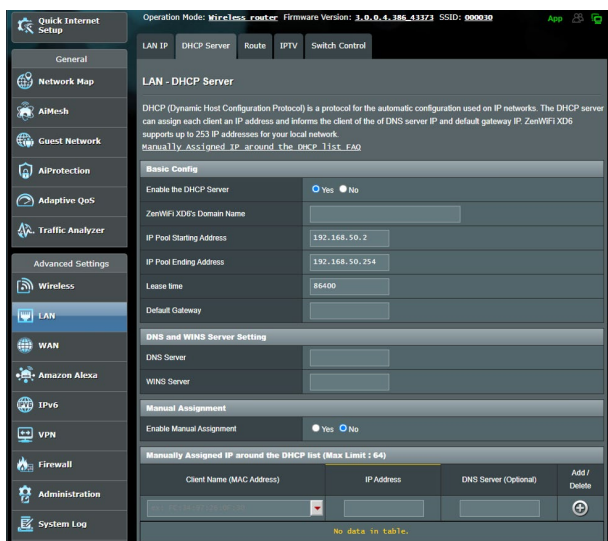 Quick Internet
Setup
General
Network Map
AiMesh
Guest Network
AiProtection
Adaptive QoS
Traffic Analyzer
Advanced Settings
Wireless
LAN
WAN
Amazon Alexa
IPv6
VPN
Firewall
Administration
System Log
Operation Mode: Wireless router Firmware Version: 3.0.0.4.386_43373 SSID: 000030
App
LAN IP DHCP Server Route IPTV Switch Control
LAN - DHCP Server
DHCP (Dynamic Host Configuration Protocol) is a protocol for the automatic configuration used on IP networks. The DHCP server
can assign each client an IP address and informs the client of the of DNS server IP and default gateway IP. ZenWiFi XD6
supports up to 253 IP addresses for your local network.
Manually Assigned IP around the DHCP list FAQ
Basic Config
Enable the DHCP Server Yes No
ZenWiFi XD6's Domain Name
IP Pool Starting Address 192.168.50.2
IP Pool Ending Address 192.168.50.254
Lease time 86400
Default Gateway
DNS and WINS Server Setting
DNS Server
WINS Server
Manual Assignment
Enable Manual Assignment Yes No
Manually Assigned IP around the DHCP list (Max Limit : 64)
Client Name (MAC Address) IP Address DNS Server (Optional) Add / Delete
No data in table.